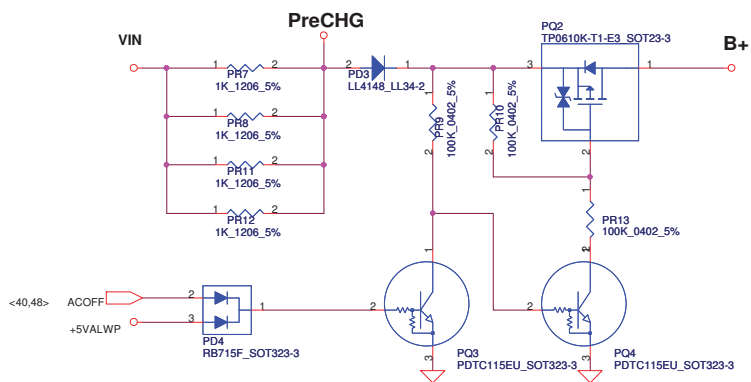 PreCHG
PQ2
TP0610K-T1-E3_SOT23-3
VIN
B+
1 2
PR7
1K_1206_5%
2 1
PD3
LL4148_LL34-2
3 1
1 2
PR8
1K_1206_5%
1 2
PR9
100K_0402_5%
1 2
PR10
100K_0402_5%
2
1 2
PR11
1K_1206_5%
1 2
PR12
1K_1206_5%
1 2
PR13
100K_0402_5%
<40,48> ACOFF 2
+5VALWP 3
1
PD4
RB715F_SOT323-3
1
2
3
PQ3
PDTC115EU_SOT323-3
2
3
PQ4
PDTC115EU_SOT323-3